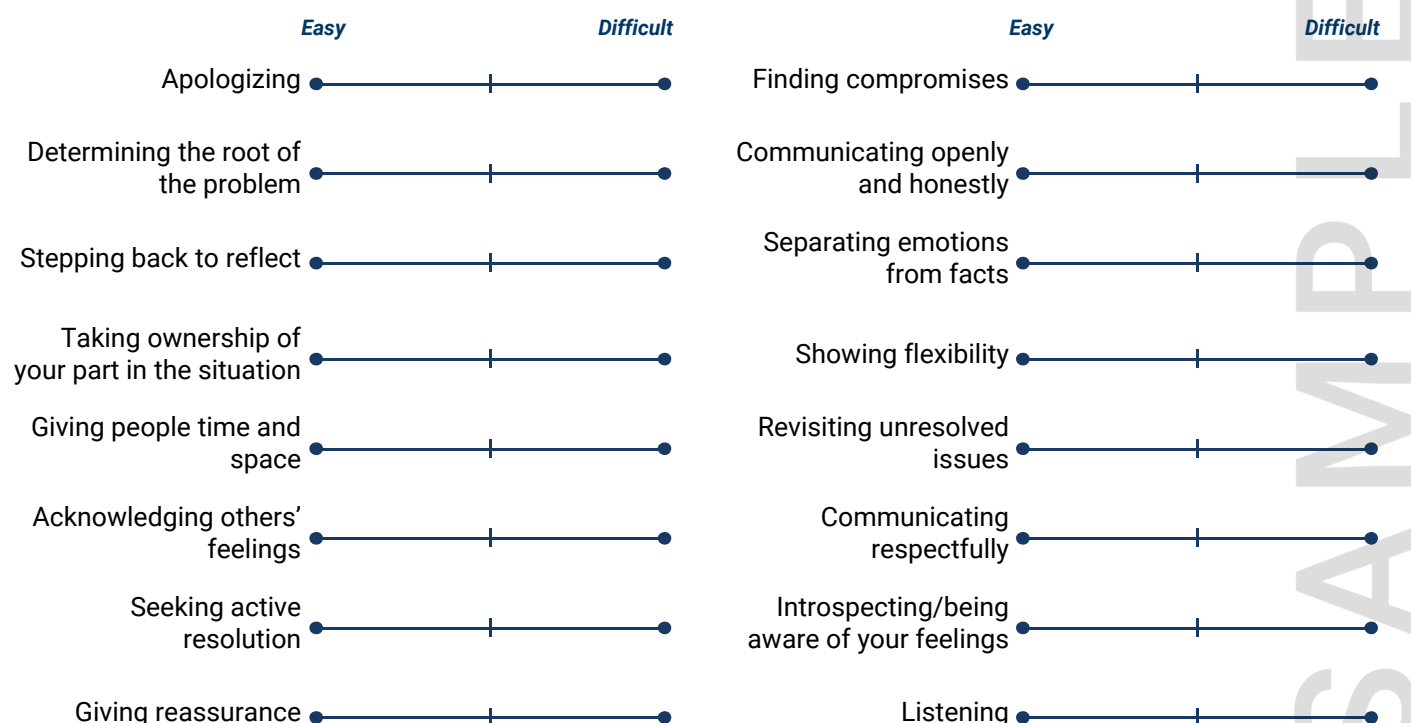 Easy Difficult
Apologizing
Determining the root of
the problem
Stepping back to reflect
Taking ownership of
your part in the situation
Giving people time and
space
Acknowledging others’
feelings
Seeking active
resolution
Giving reassurance
Easy Difficult
Finding compromises
Communicating openly
and honestly
Separating emotions
from facts
Showing flexibility
Revisiting unresolved
issues
Communicating
respectfully
Introspecting/being
aware of your feelings
Listening
SAMPLE